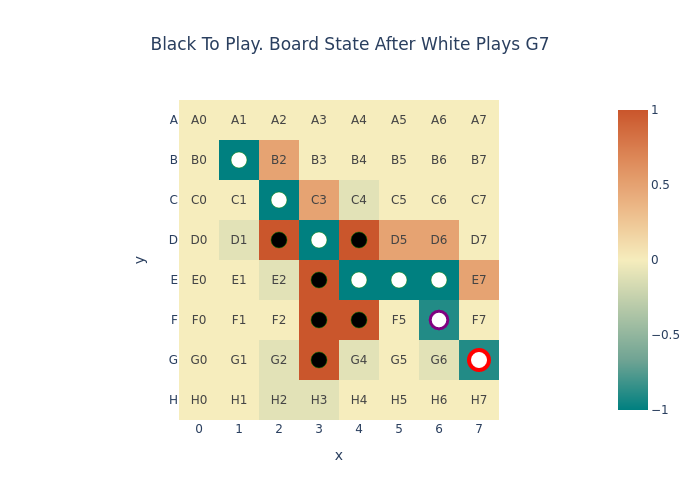 Black To Play. Board State After White Plays G7
A A0 A1 A2 A3 A4 A5 A6 A7
B B0 B2 B3 B4 B5 B6 B7
C C0 C1 C3 C4 C5 C6 C7
D D0 D1 D5 D6 D7
E E0 E1 E2 E7
F F0 F1 F2 F5 F7
G G0 G1 G2 G4 G5 G6
H H0 H1 H2 H3 H4 H5 H6 H7
0 1 2 3 4 5 6 7
x
y
1
0.5
0
−0.5
−1